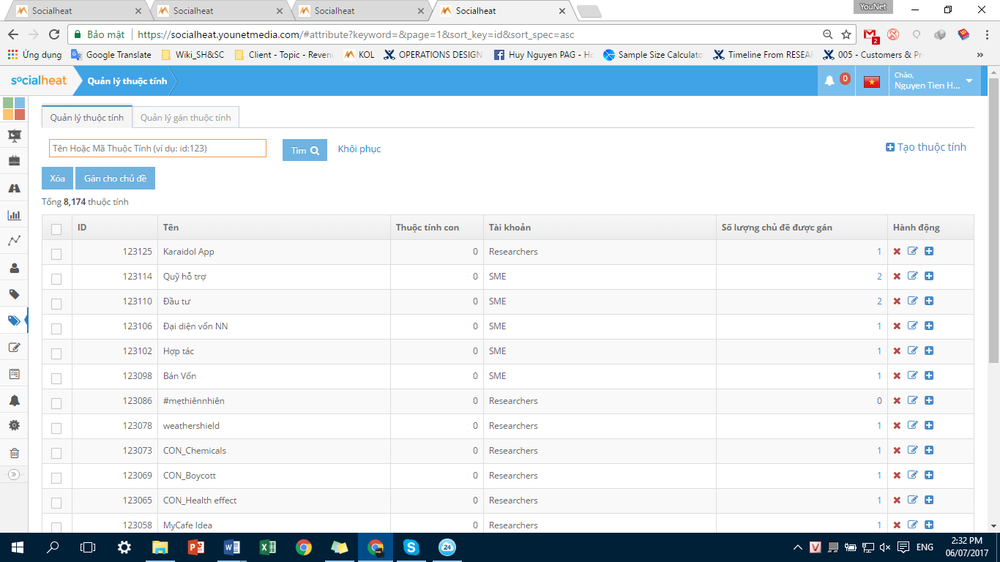 Socialheat
Socialheat
Socialheat
Socialheat
YouNet
Bảo mật
https://socialheat.younetmedia.com/#attribute?keyword=&page=1&sort_key=id&sort_spec=asc
2
Ứng dụng
Google Translate
Wiki_SH&SC
Client - Topic - Reven
KOL
OPERATIONS DESIGN
Huy Nguyen PAG - Ho
Sample Size Calculato
Timeline From RESEA
005 - Customers & Pr
socialheat
Quản lý thuộc tính
0
Chào,
Nguyen Tien H...
Quản lý thuộc tính
Quản lý gán thuộc tính
Tên Hoặc Mã Thuộc Tính (ví dụ: id:123)
Tìm
Khôi phục
Tạo thuộc tính
Xóa
Gán cho chủ đề
Tổng 8,174 thuộc tính
ID Tên Thuộc tính con Tài khoản Số lượng chủ đề được gán Hành động
123125 Karaidol App 0 Researchers 1
123114 Quỹ hỗ trợ 0 SME 2
123110 Đầu tư 0 SME 2
123106 Đại diện vốn NN 0 SME 1
123102 Hợp tác 0 SME 1
123098 Bán Vốn 0 SME 1
123086 #mẹthiênnhiên 0 Researchers 0
123078 weathershield 0 Researchers 1
123073 CON_Chemicals 0 Researchers 1
123069 CON_Boycott 0 Researchers 1
123065 CON_Health effect 0 Researchers 1
123058 MyCafe Idea 0 Researchers 1
24
ENG
2:32 PM
06/07/2017